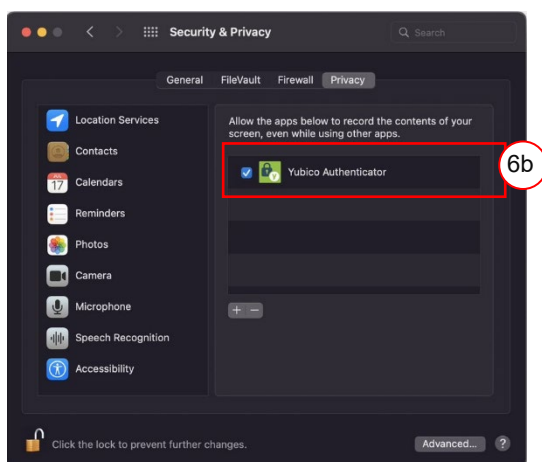 Security & Privacy
Search
General FileVault Firewall Privacy
Location Services
Contacts
JUL
17
Calendars
Reminders
Photos
Camera
Microphone
Speech Recognition
Accessibility
Allow the apps below to record the contents of your
screen, even while using other apps.
Y
Yubico Authenticator
6b
+ −
Click the lock to prevent further changes.
Advanced...
?